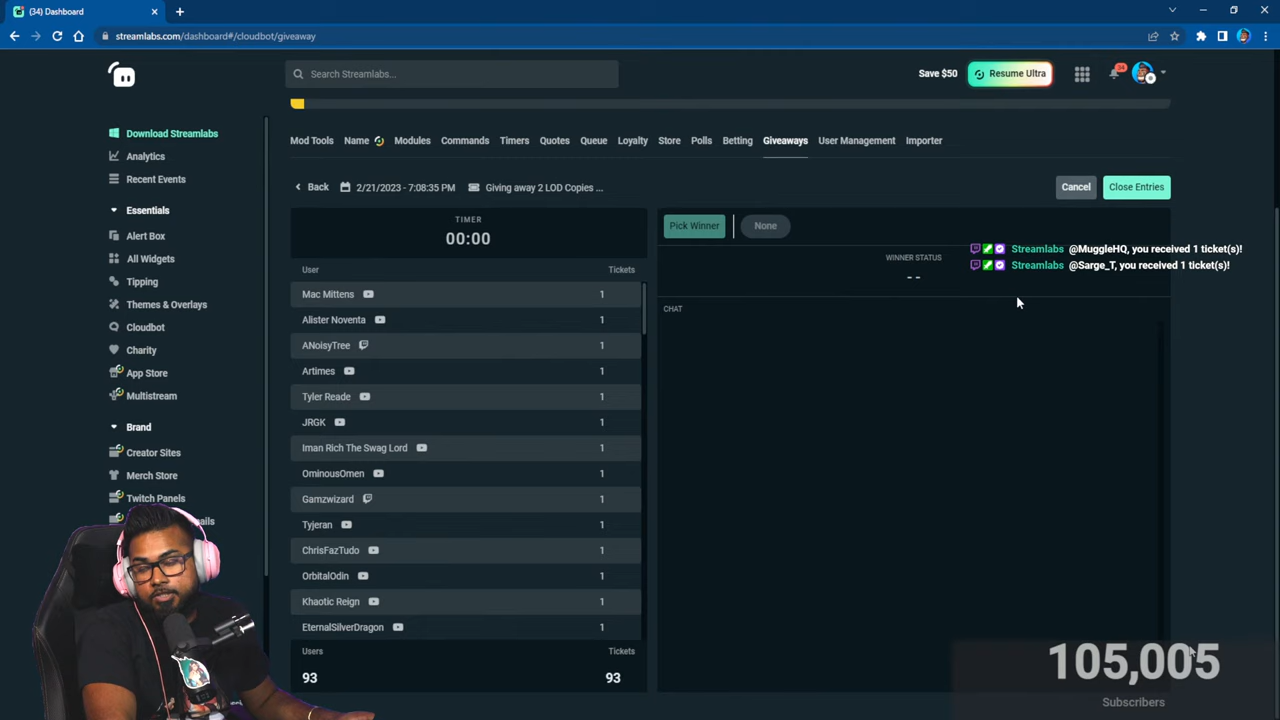 (34) Dashboard
streamlabs.com/dashboard#/cloudbot/giveaway
Search Streamlabs...
Save $50
Resume Ultra
34
Download Streamlabs
Analytics
Recent Events
Essentials
Alert Box
All Widgets
Tipping
Themes & Overlays
Cloudbot
Charity
App Store
Multistream
Brand
Creator Sites
Merch Store
Twitch Panels
Mod Tools Name Modules Commands Timers Quotes Queue Loyalty Store Polls Betting Giveaways User Management Importer
Back 2/21/2023 - 7:08:35 PM Giving away 2 LOD Copies ...
Cancel Close Entries
TIMER
00:00
User Tickets
Mac Mittens 1
Alister Noventa 1
ANoisyTree 1
Artimes 1
Tyler Reade 1
JRGK 1
Iman Rich The Swag Lord 1
OminousOmen 1
Gamzwizard 1
Tyjeran 1
ChrisFazTudo 1
OrbitalOdin 1
Khaotic Reign 1
EternalSilverDragon 1
Users Tickets
93 93
Pick Winner None
WINNER STATUS
--
Streamlabs @MuggleHQ, you received 1 ticket(s)!
Streamlabs @Sarge_T, you received 1 ticket(s)!
CHAT
105,005
Subscribers